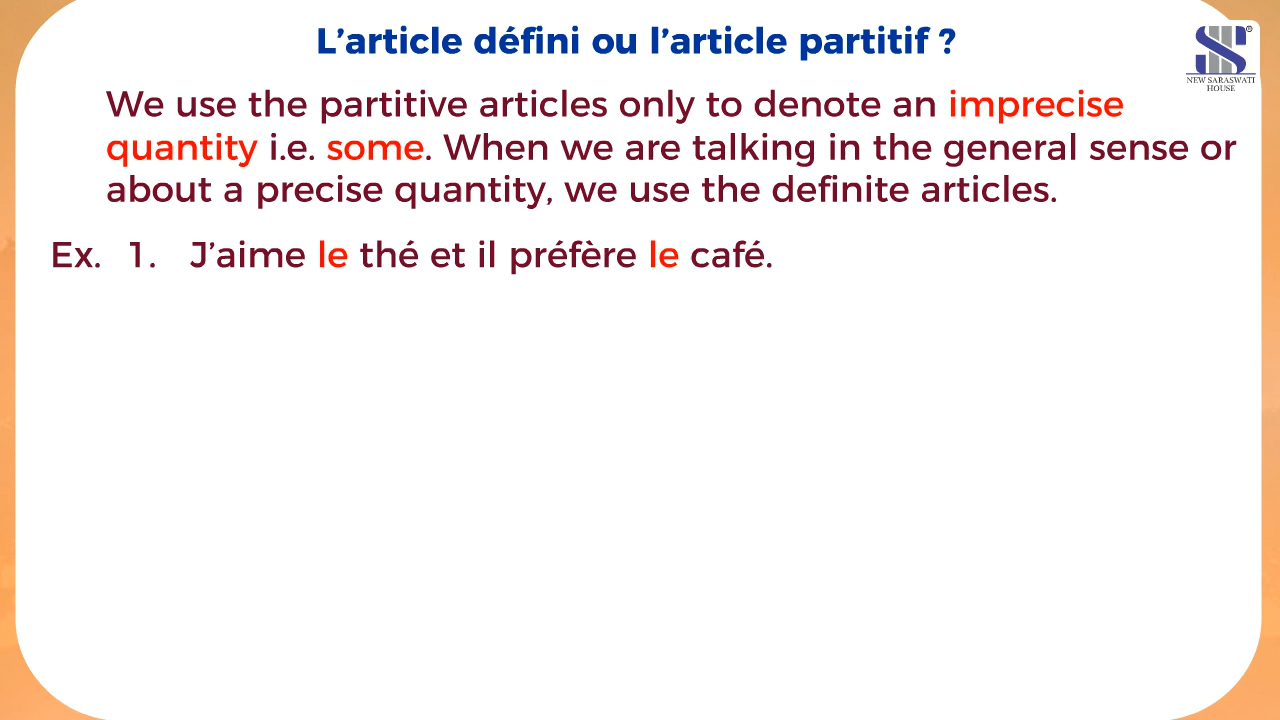 L’article défini ou l’article partitif ?
NEW SARASWATI
HOUSE
We use the partitive articles only to denote an imprecise
quantity i.e. some. When we are talking in the general sense or
about a precise quantity, we use the definite articles.
Ex. 1. J’aime le thé et il préfère le café.